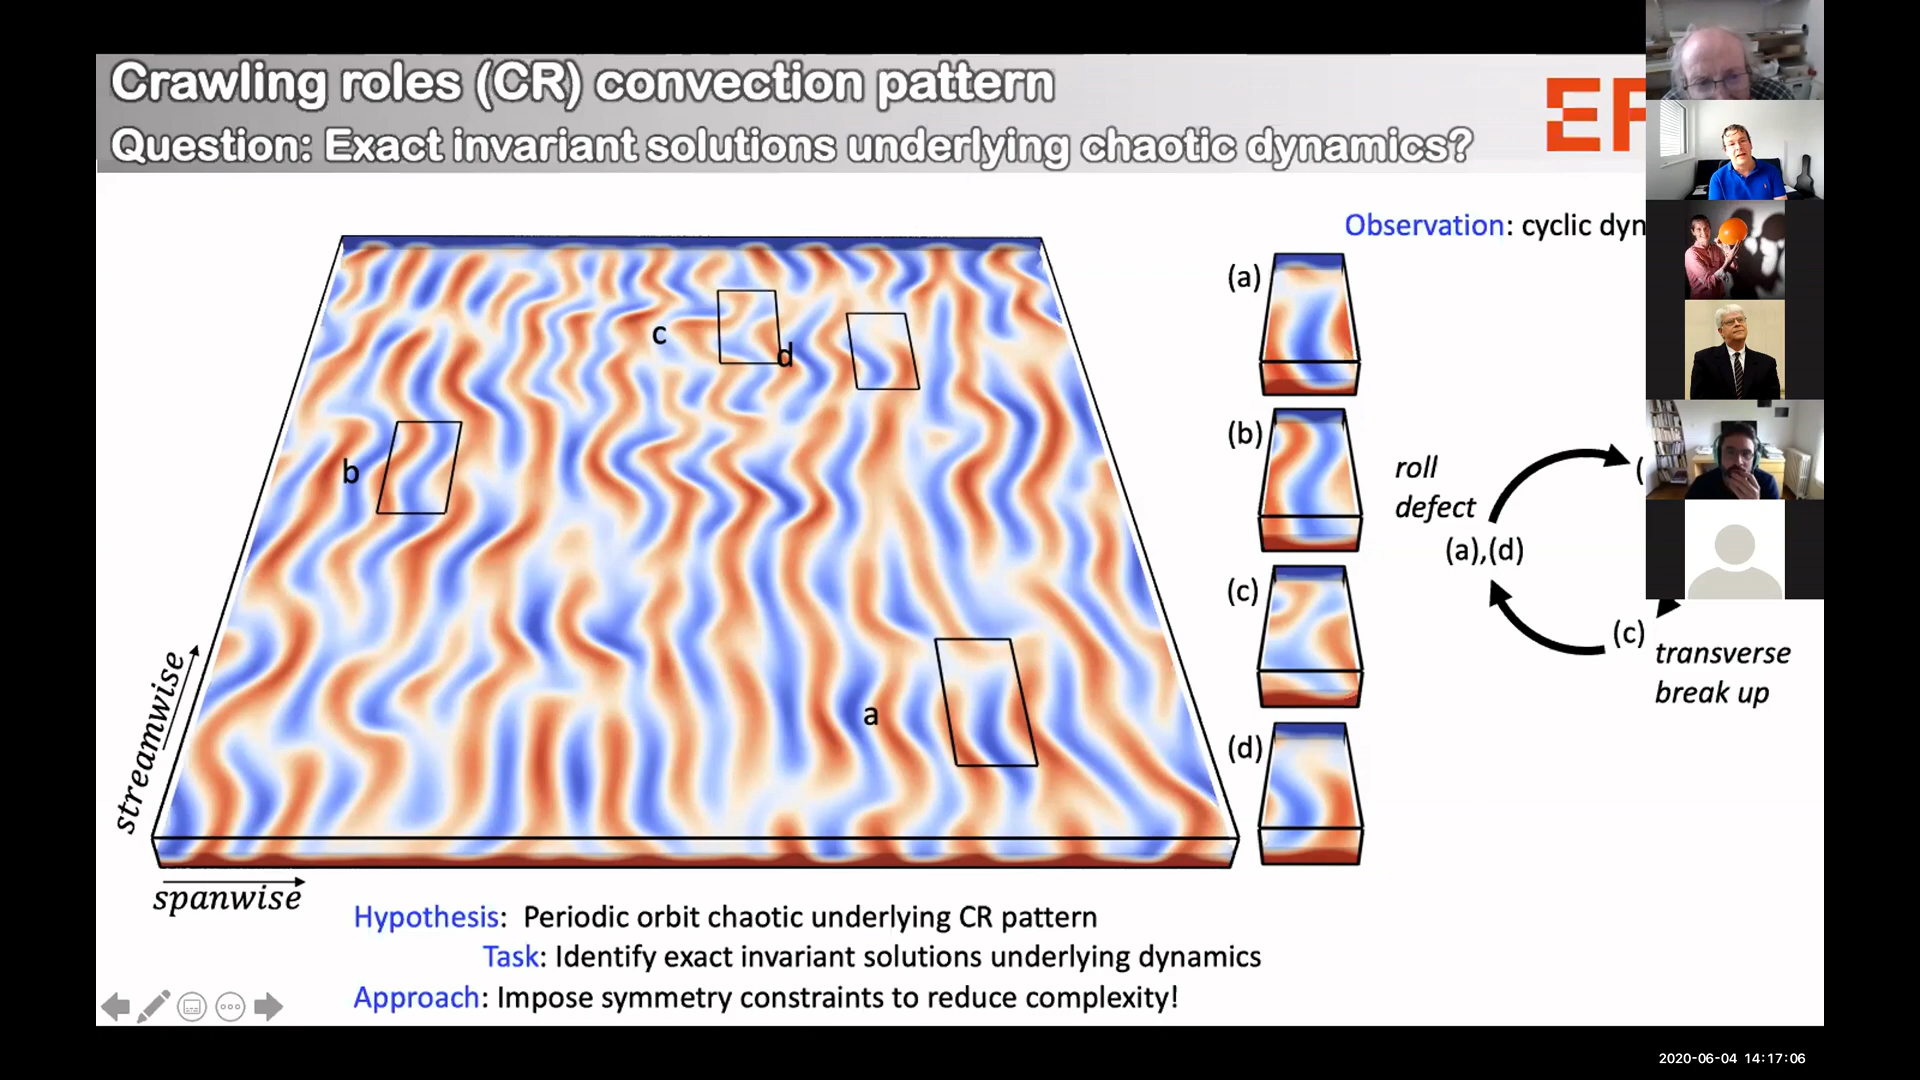 Crawling roles (CR) convection pattern
Question: Exact invariant solutions underlying chaotic dynamics?
EP
Observation: cyclic dyn
(a)
c
d
(b)
b
roll
defect
(
(a),(d)
(c)
(c)
transverse
break up
a
(d)
streamwise
spanwise
Hypothesis: Periodic orbit chaotic underlying CR pattern
Task: Identify exact invariant solutions underlying dynamics
Approach: Impose symmetry constraints to reduce complexity!
2020-06-04 14:17:06